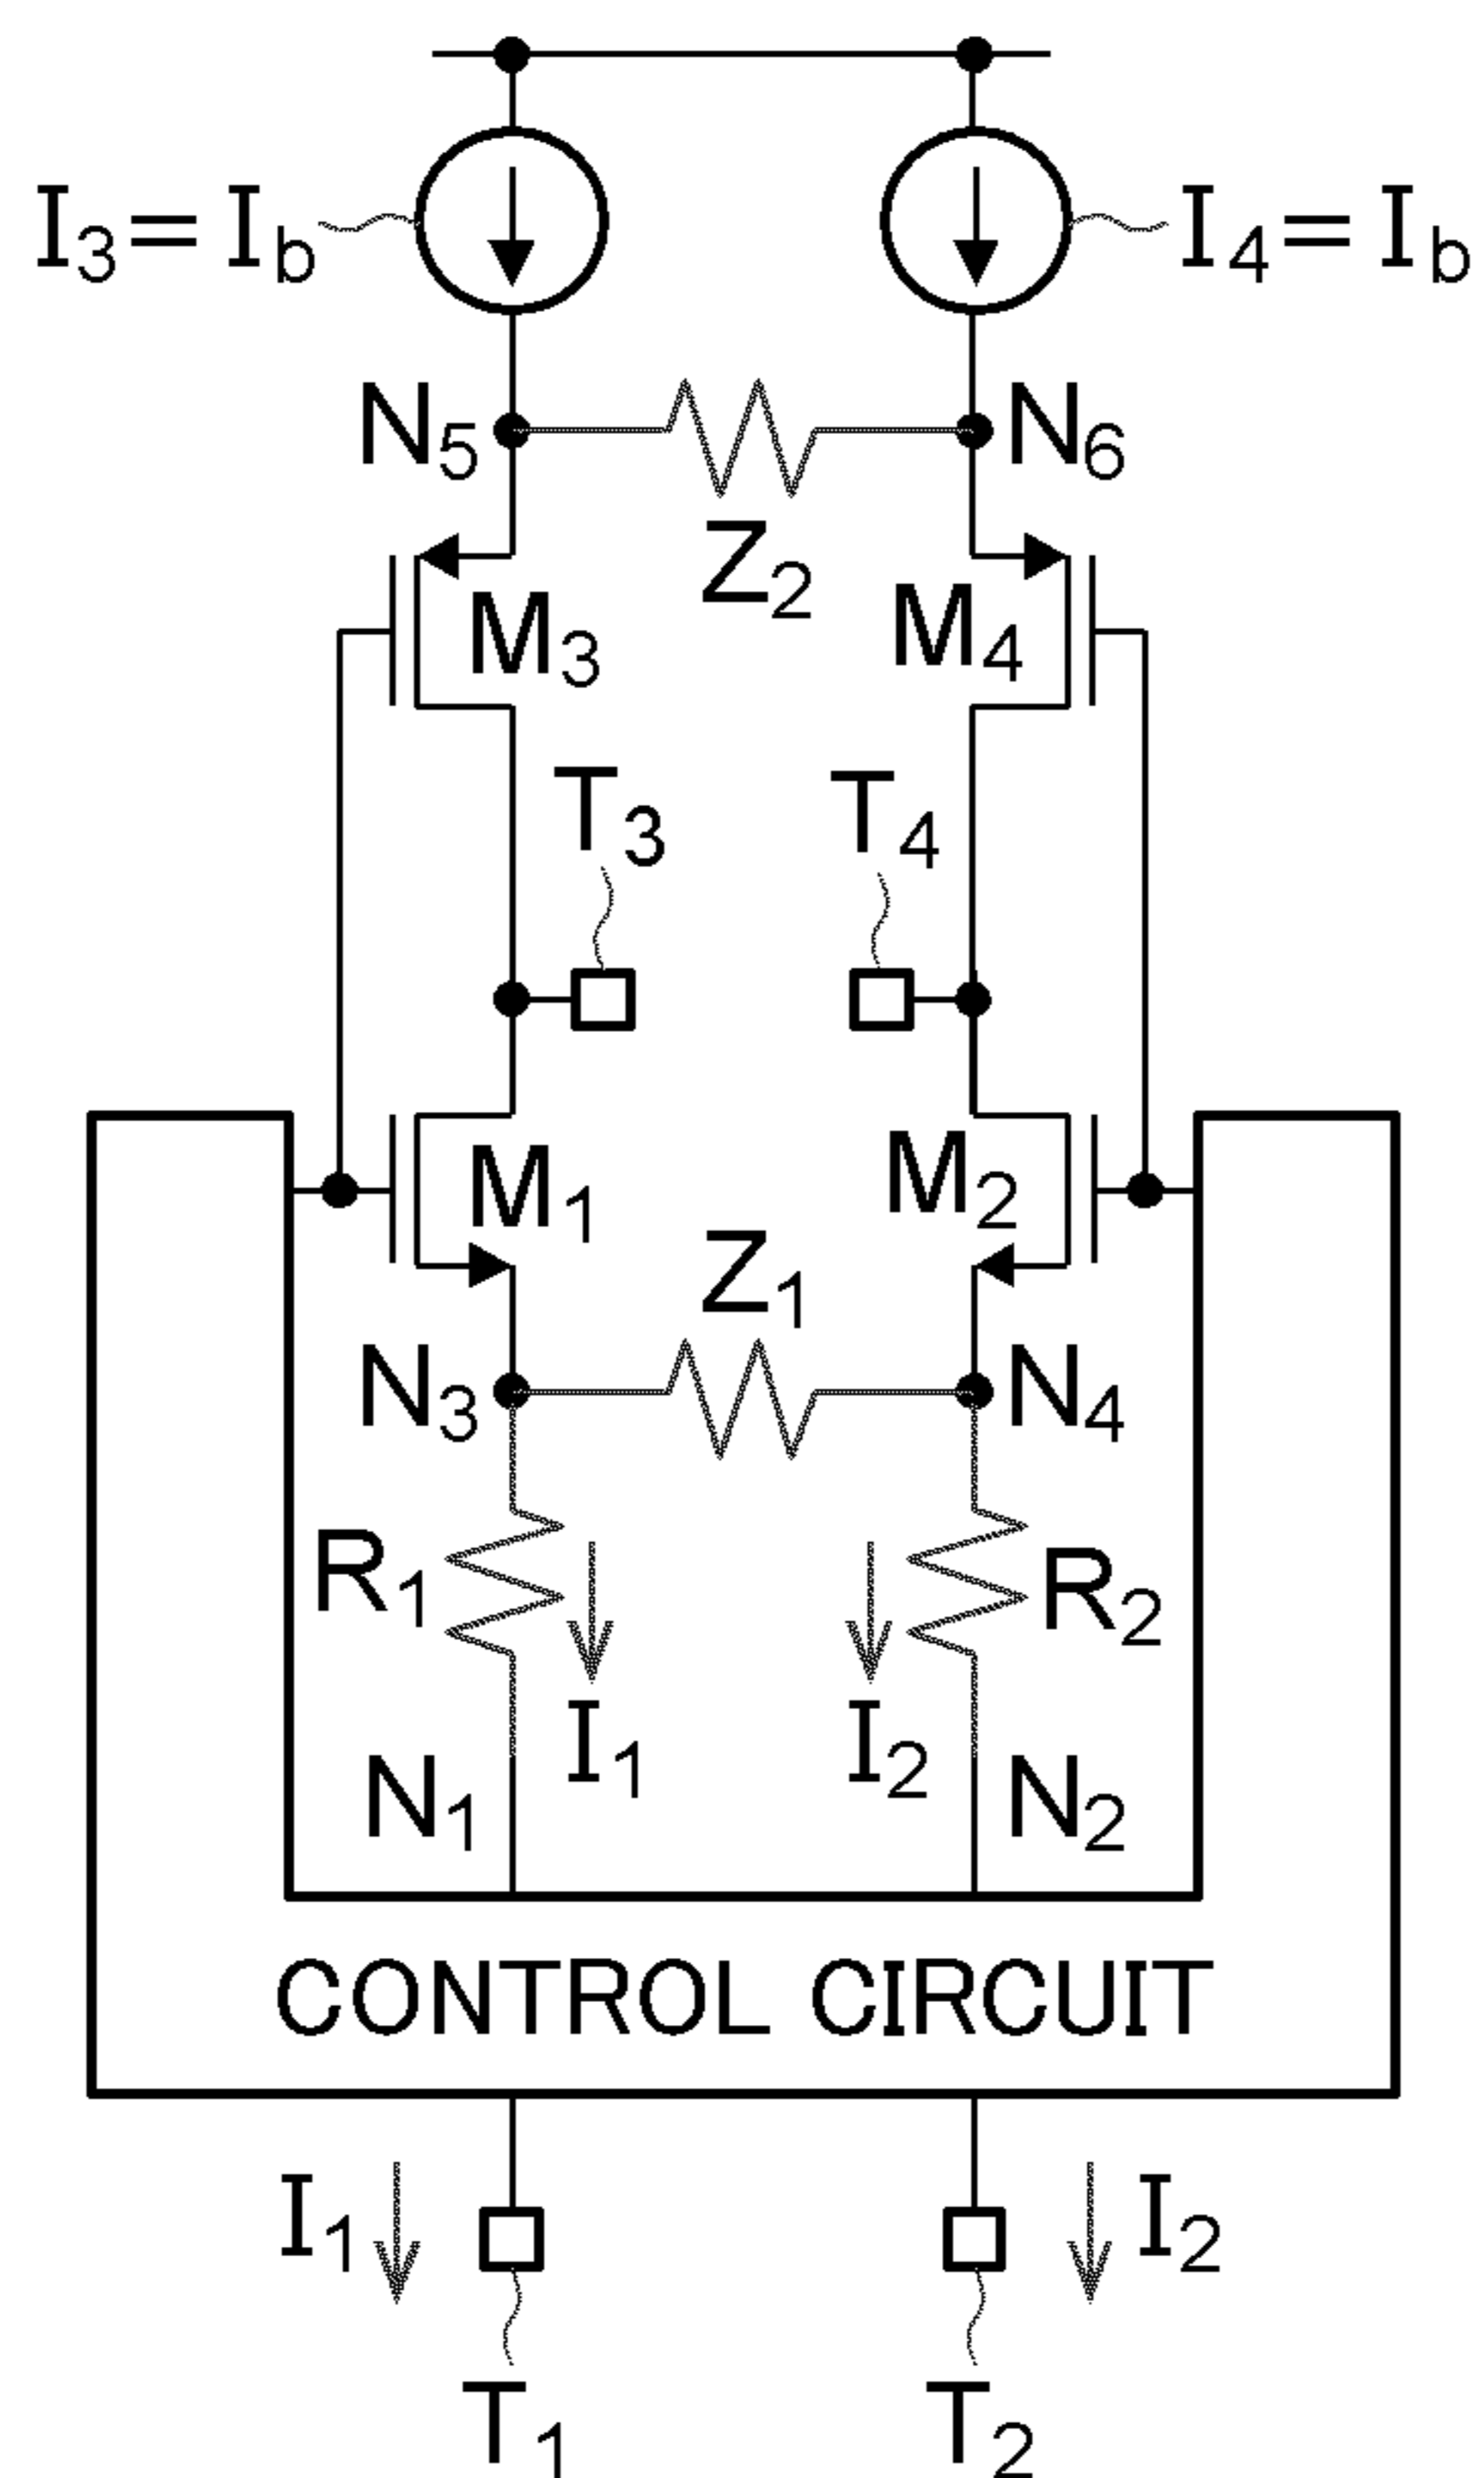 I3=Ib
I4=Ib
N5
N6
Z2
M3
M4
T3
T4
M1
M2
Z1
N3
N4
R1
R2
I1
I2
N1
N2
CONTROL CIRCUIT
I1
I2
T1
T2